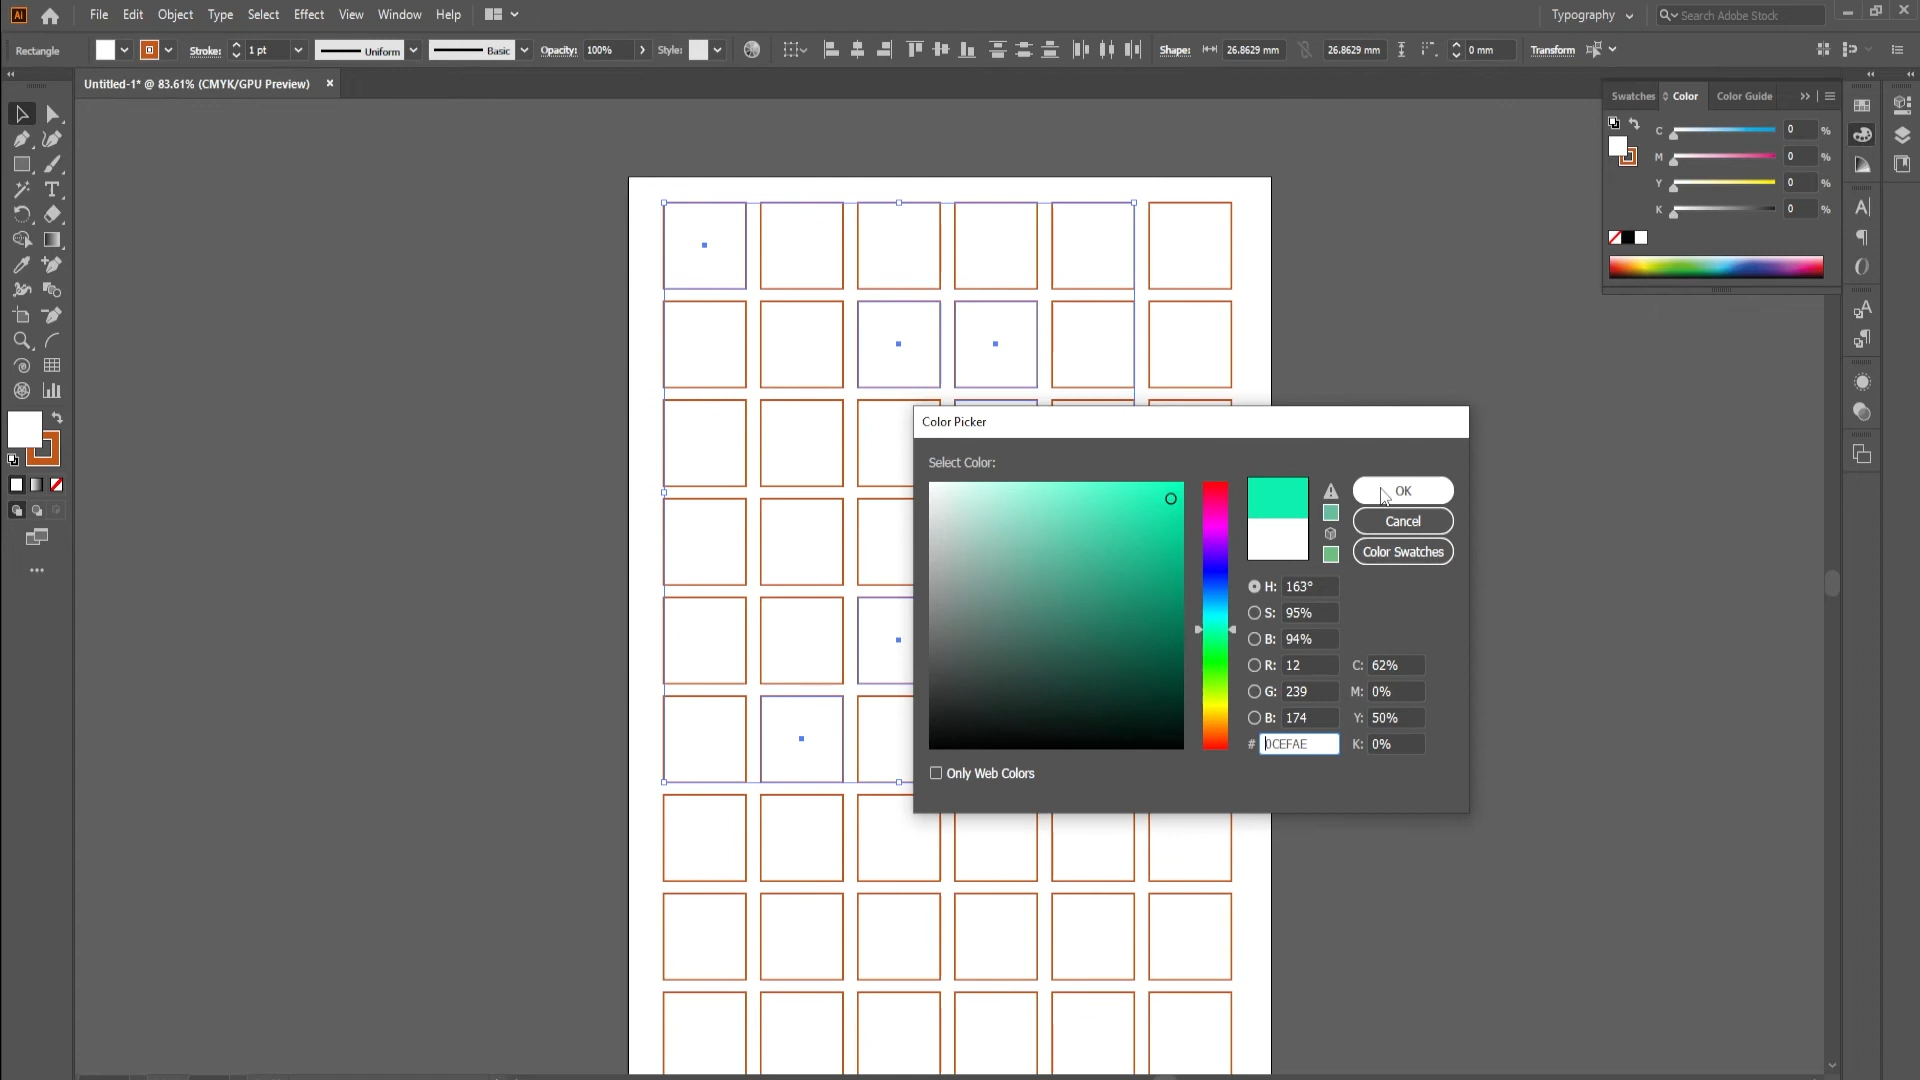 Ai File Edit Object Type Select Effect View Window Help Typography Search Adobe Stock
Rectangle Stroke: 1 pt Uniform Basic Opacity: 100% Style: Shape: 26.8629 mm 26.8629 mm 0 mm Transform
Untitled-1* @ 83.61% (CMYK/GPU Preview) ×
Swatches Color Color Guide
C 0 %
M 0 %
Y 0 %
K 0 %
Color Picker
Select Color:
OK
Cancel
Color Swatches
H: 163°
S: 95%
B: 94%
R: 12 C: 62%
G: 239 M: 0%
B: 174 Y: 50%
# 0CEFAE K: 0%
Only Web Colors